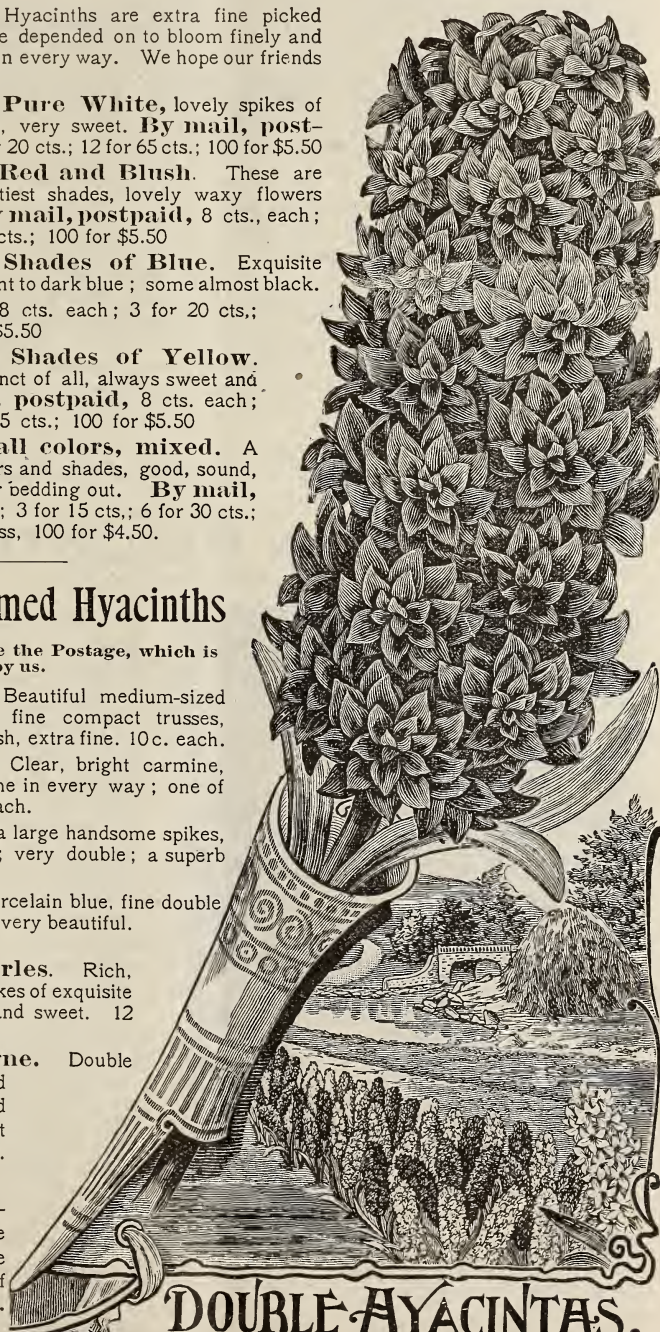 Hyacinths are extra fine picked
e depended on to bloom finely and
n every way. We hope our friends
Pure White, lovely spikes of
, very sweet. By mail, post-
20 cts.; 12 for 65 cts.; 100 for $5.50
Red and Blush. These are
tiest shades, lovely waxy flowers
mail, postpaid, 8 cts., each;
cts.; 100 for $5.50
Shades of Blue. Exquisite
nt to dark blue; some almost black.
8 cts. each; 3 for 20 cts,;
$5.50
Shades of Yellow.
nct of all, always sweet and
postpaid, 8 cts. each;
5 cts.; 100 for $5.50
all colors, mixed. A
rs and shades, good, sound,
bedding out. By mail,
; 3 for 15 cts,; 6 for 30 cts.;
ss, 100 for $4.50.
med Hyacinths
e the Postage, which is
by us.
Beautiful medium-sized
fine compact trusses,
sh, extra fine. 10c. each.
Clear, bright carmine,
ne in every way; one of
ach.
a large handsome spikes,
; very double; a superb
rcelain blue, fine double
very beautiful.
rles. Rich,
kes of exquisite
nd sweet. 12
ne. Double
d
d
t
.
e
e
f
.
DOUBLE HYACINTHS.